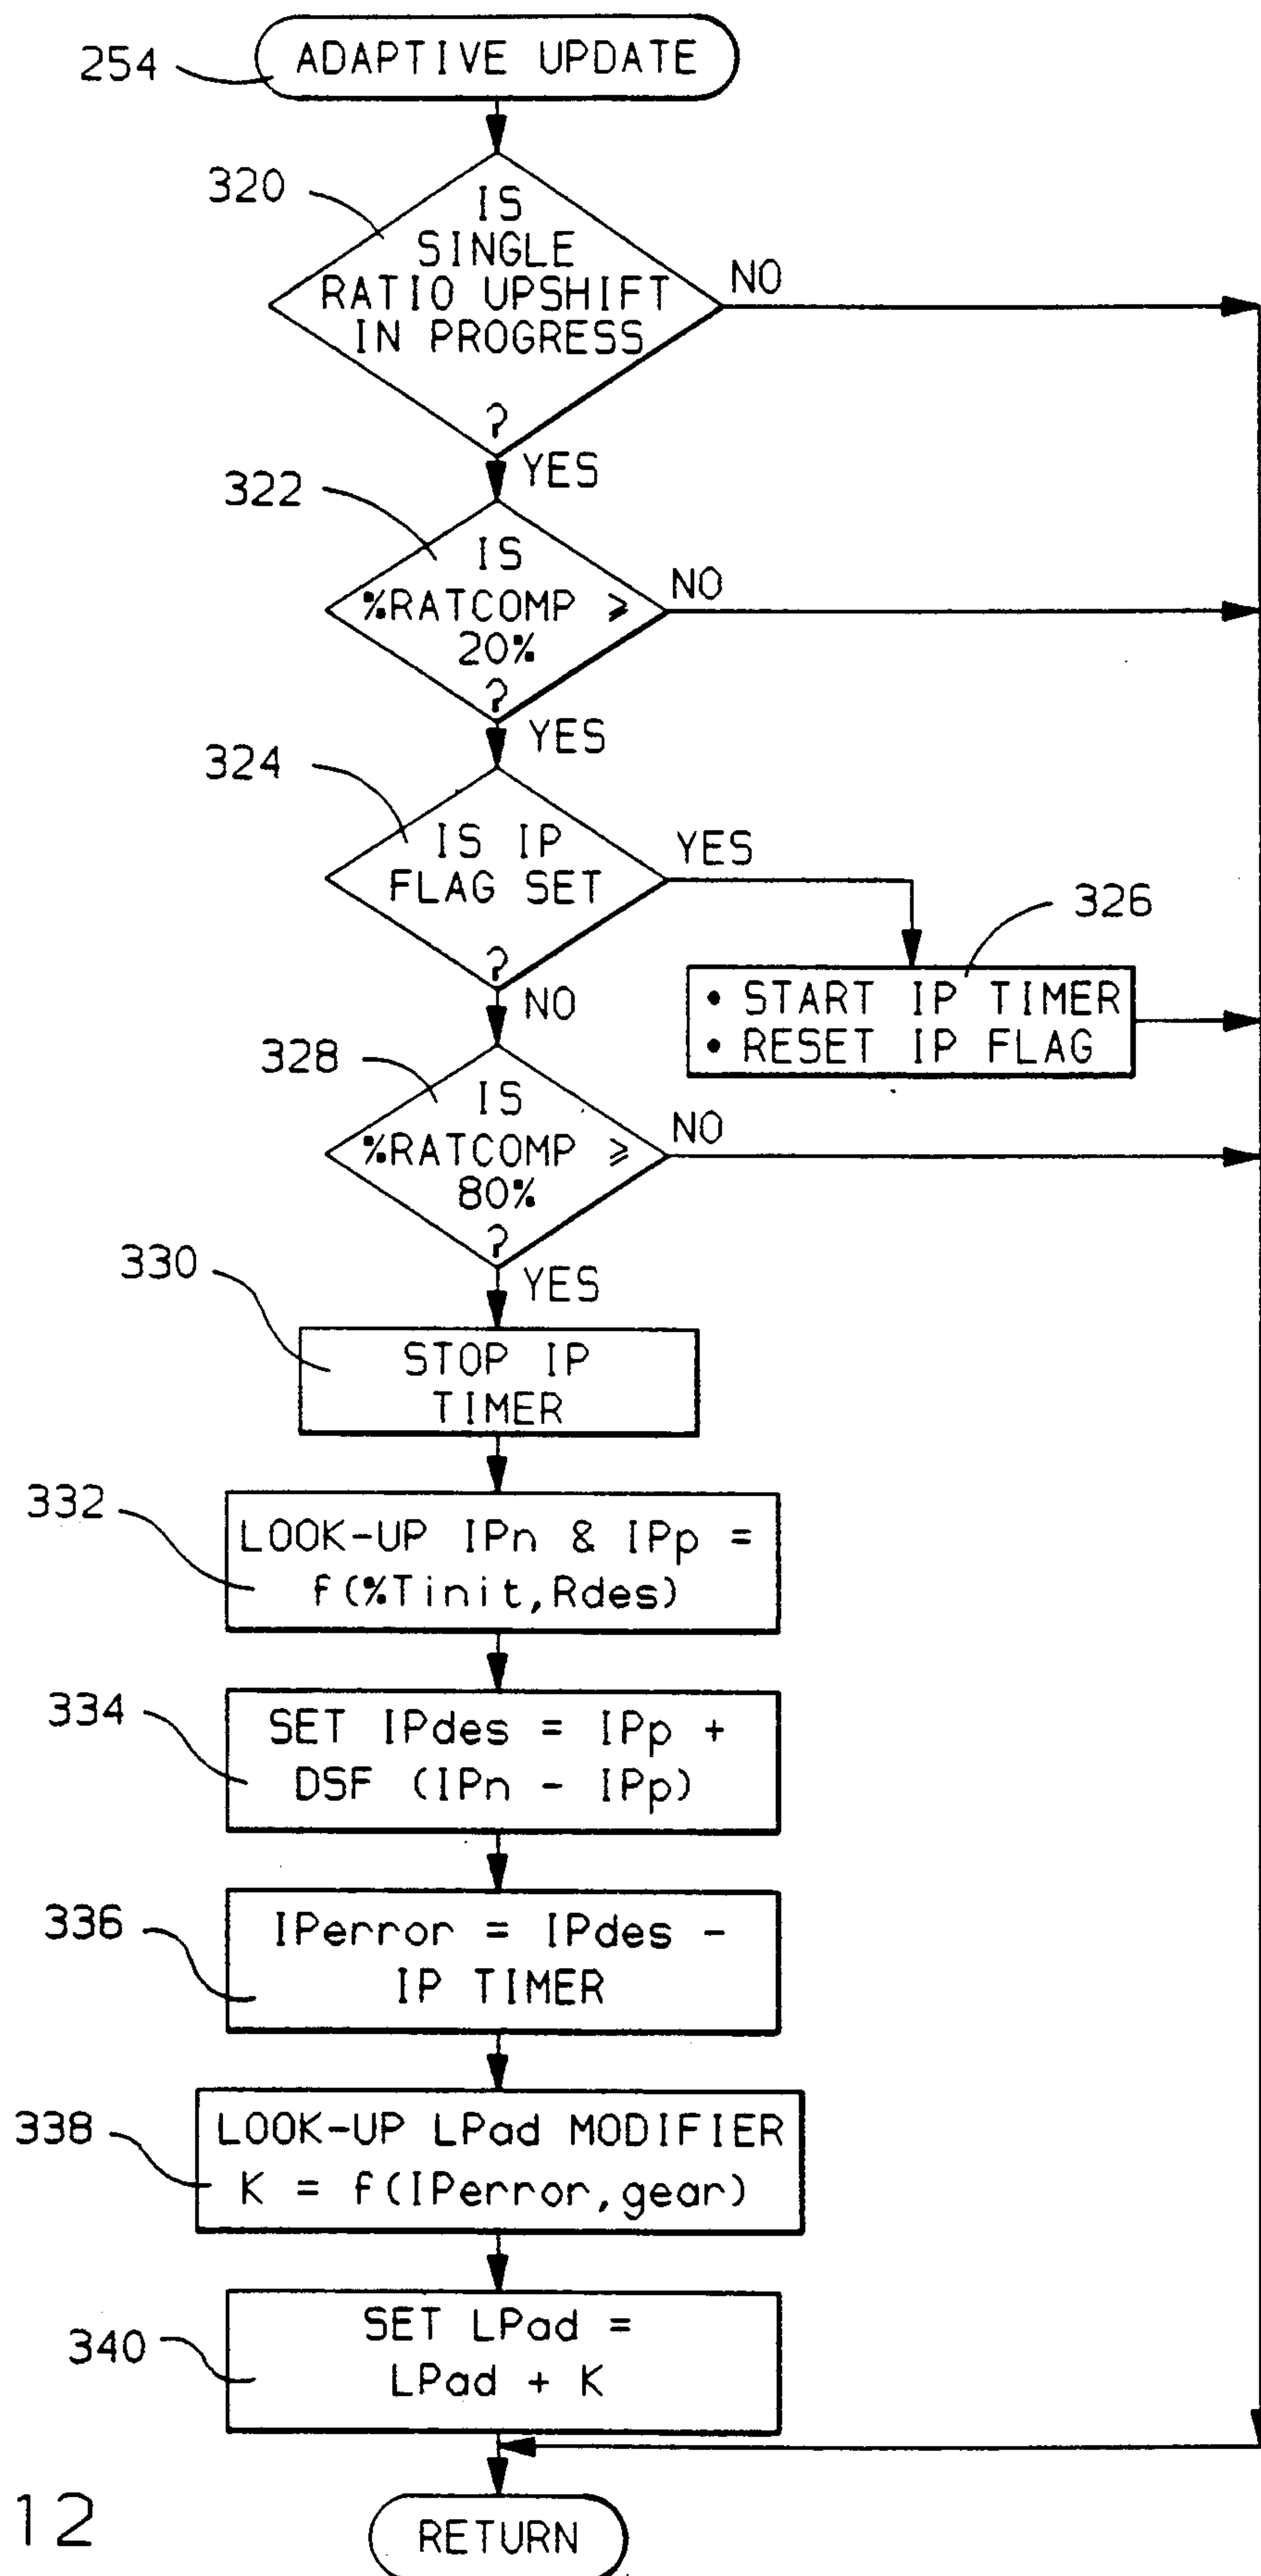 254
ADAPTIVE UPDATE
320
IS
SINGLE
RATIO UPSHIFT
IN PROGRESS
?
NO
YES
322
IS
%RATCOMP ≥
20%
?
NO
YES
324
IS IP
FLAG SET
?
YES
NO
326
• START IP TIMER
• RESET IP FLAG
328
IS
%RATCOMP ≥
80%
?
NO
YES
330
STOP IP
TIMER
332
LOOK-UP IPn & IPp =
f(%Tinit,Rdes)
334
SET IPdes = IPp +
DSF (IPn - IPp)
336
IPerror = IPdes -
IP TIMER
338
LOOK-UP LPad MODIFIER
K = f(IPerror,gear)
340
SET LPad =
LPad + K
RETURN
12